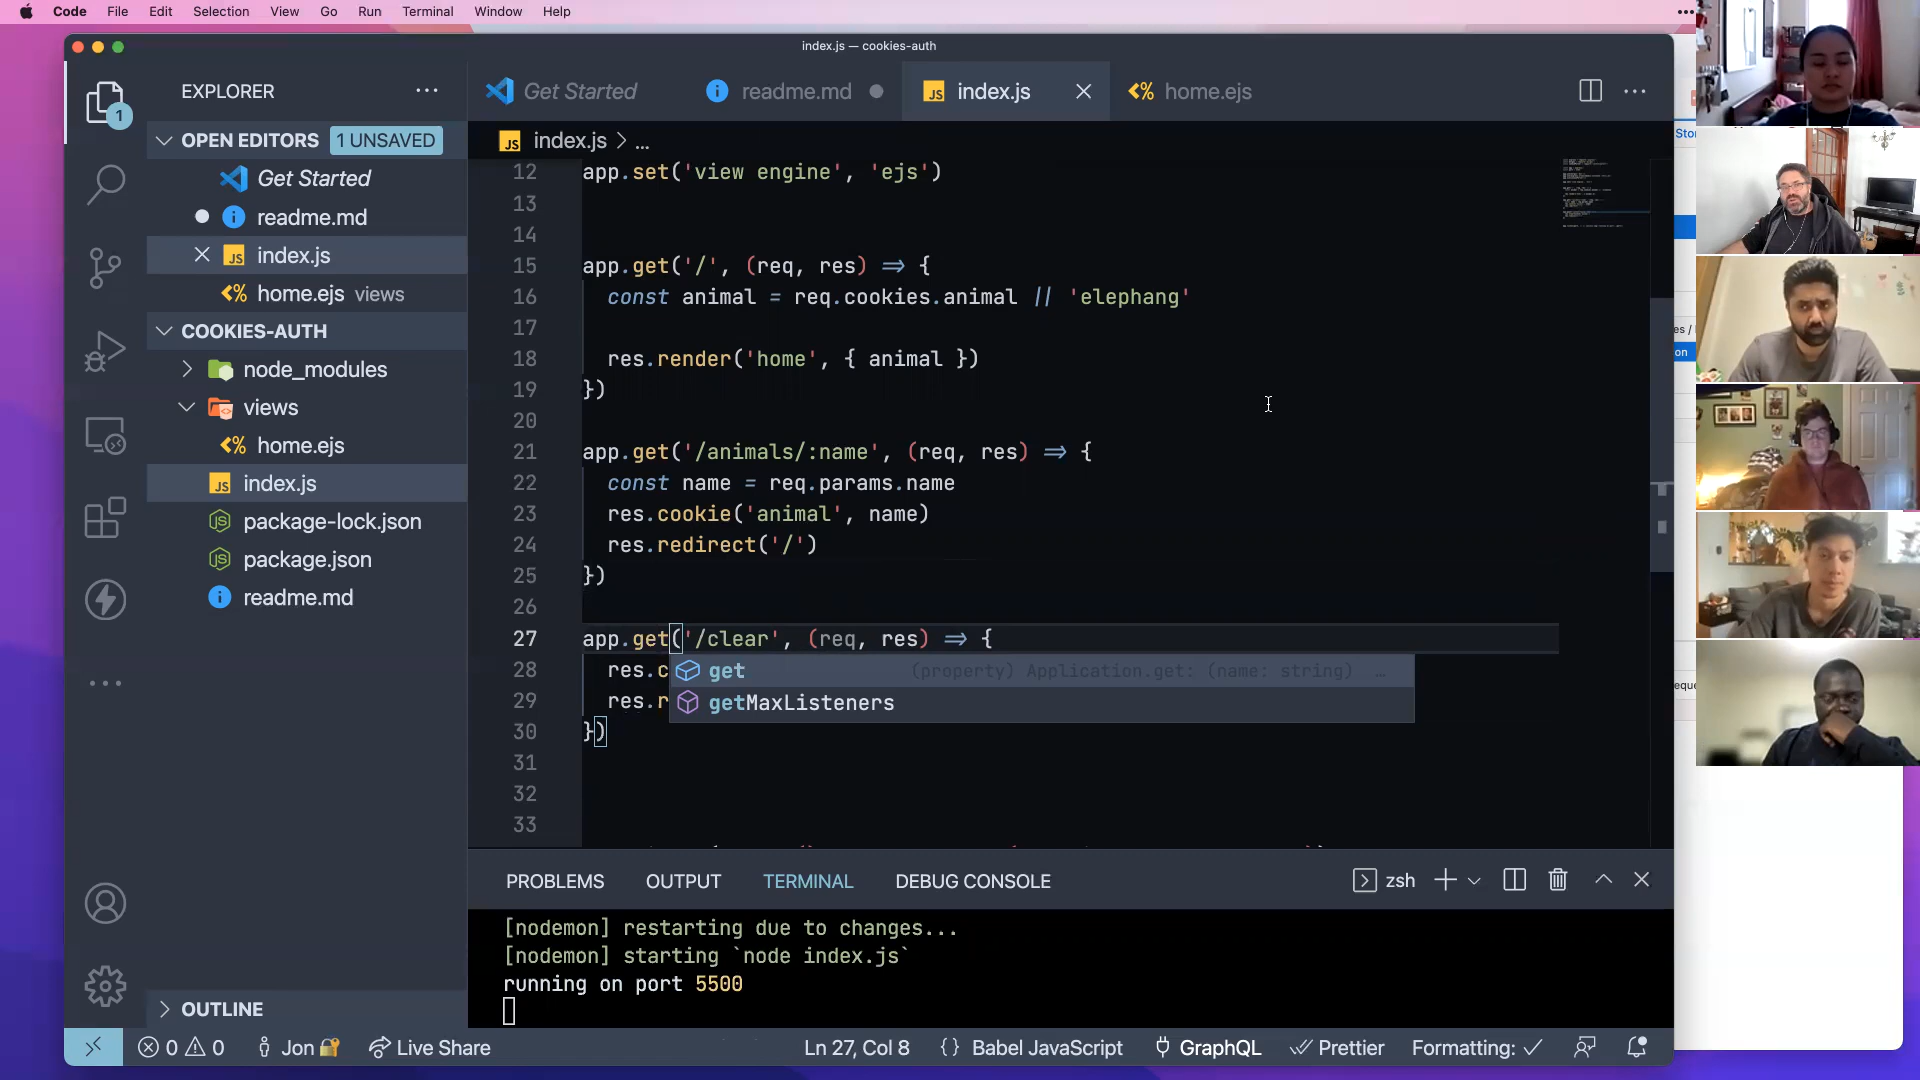 Code File Edit Selection View Go Run Terminal Window Help
index.js — cookies-auth
EXPLORER
Get Started
readme.md
index.js
home.ejs
OPEN EDITORS
1 UNSAVED
Get Started
readme.md
index.js
home.ejs views
COOKIES-AUTH
node_modules
views
home.ejs
index.js
package-lock.json
package.json
readme.md
OUTLINE
index.js > ...
12 app.set('view engine', 'ejs')
13
14
15 app.get('/', (req, res) => {
16 const animal = req.cookies.animal || 'elephang'
17
18 res.render('home', { animal })
19 })
20
21 app.get('/animals/:name', (req, res) => {
22 const name = req.params.name
23 res.cookie('animal', name)
24 res.redirect('/')
25 })
26
27 app.get('/clear', (req, res) => {
28 res.c
29 res.r
30 })
31
32
33
get (property) Application.get: (name: string) ...
getMaxListeners
PROBLEMS OUTPUT TERMINAL DEBUG CONSOLE
zsh
[nodemon] restarting due to changes...
[nodemon] starting `node index.js`
running on port 5500
0 0 Jon Live Share
Ln 27, Col 8 {} Babel JavaScript GraphQL Prettier Formatting: ✓
1